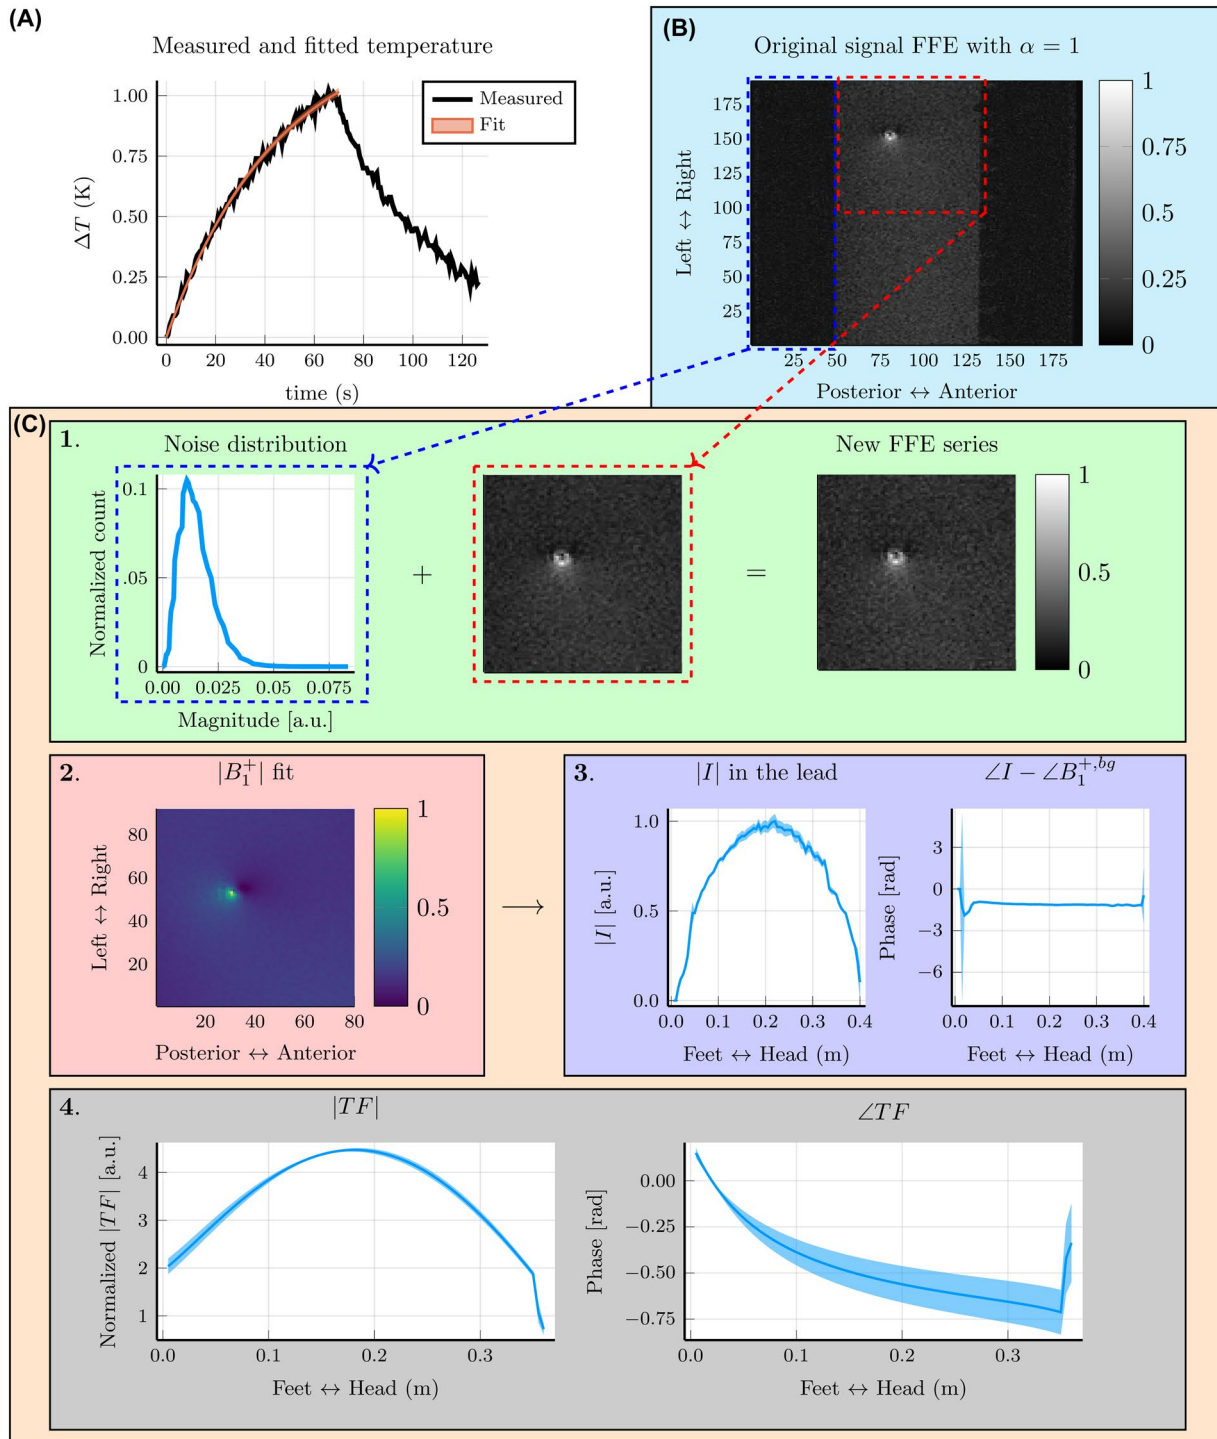 (A)
Measured and fitted temperature
1.00
0.75
0.50
0.25
0.00
ΔT (K)
Measured
Fit
0 20 40 60 80 100 120
time (s)
(B)
Original signal FFE with α = 1
175
150
125
100
75
50
25
Left ↔ Right
25 50 75 100 125 150 175
Posterior ↔ Anterior
1
0.75
0.5
0.25
0
(C)
1.
Noise distribution
0.1
.05
0
Normalized count
0.00 0.025 0.05 0.075
Magnitude [a.u.]
+
=
New FFE series
1
0.5
0
2.
|B₁⁺| fit
80
60
40
20
Left ↔ Right
20 40 60 80
Posterior ↔ Anterior
1
0.5
0
→
3.
|I| in the lead
1.0
0.5
0.0
|I| [a.u.]
0.0 0.1 0.2 0.3 0.4
Feet ↔ Head (m)
∠I − ∠B₁⁺,ᵇᵍ
3
0
−3
−6
Phase [rad]
0.0 0.1 0.2 0.3 0.4
Feet ↔ Head (m)
4.
|TF|
4
3
2
1
Normalized |TF| [a.u.]
0.0 0.1 0.2 0.3
Feet ↔ Head (m)
∠TF
0.00
−0.25
−0.50
−0.75
Phase [rad]
0.0 0.1 0.2 0.3
Feet ↔ Head (m)